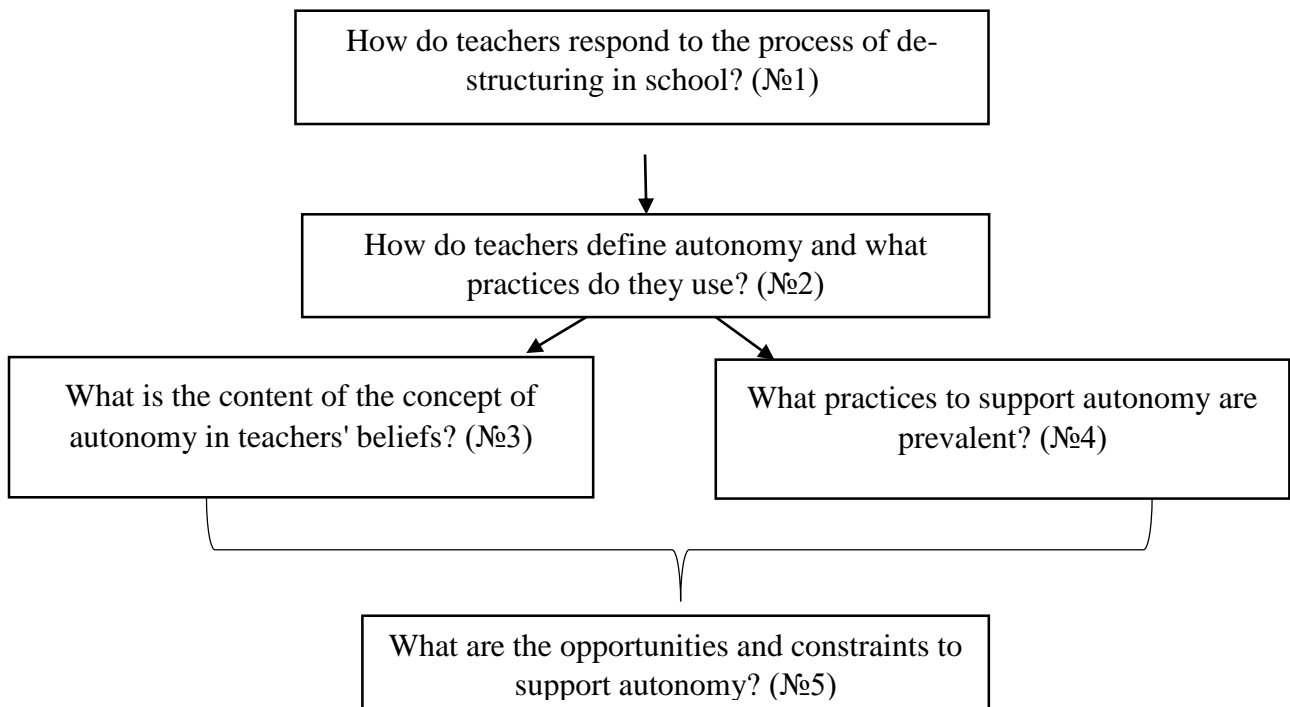 How do teachers respond to the process of de-
structuring in school? (№1)
How do teachers define autonomy and what
practices do they use? (№2)
What is the content of the concept of
autonomy in teachers' beliefs? (№3)
What practices to support autonomy are
prevalent? (№4)
What are the opportunities and constraints to
support autonomy? (№5)